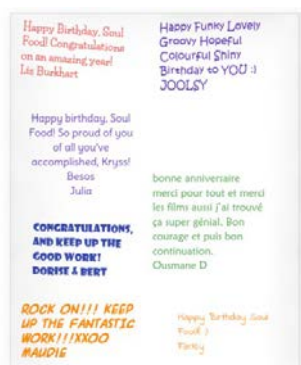 Happy Birthday, Soul
Food! Congratulations
on an amazing year!
Liz Burkhart
Happy Funky Lovely
Groovy Hopeful
Colourful Shiny
Birthday to YOU :)
JOOLSY
Happy birthday, Soul
Food! So proud of you
of all you've
accomplished, Kryss!
Besos
Julia
bonne anniversaire
merci pour tout et merci
les films aussi j'ai trouvé
ça super génial. Bon
courage et puis bon
continuation.
Ousmane D
CONGRATULATIONS,
AND KEEP UP THE
GOOD WORK!
DORISE & BERT
ROCK ON!!! KEEP
UP THE FANTASTIC
WORK!!!XXOO
MAUDIE
Happy Birthday Soul
Food! :)